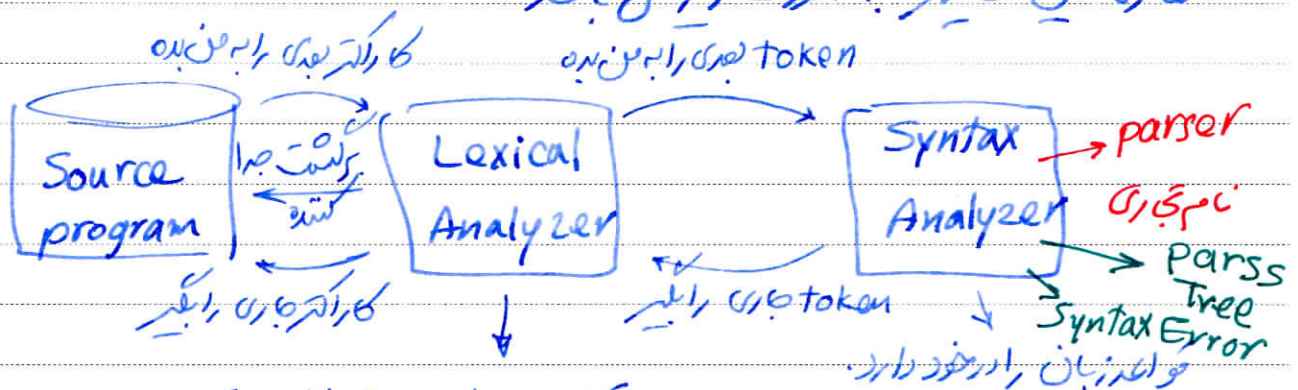 کاراکتر بعدی را به من بده
token بعدی را به من بده
Source
program
برگشت جدا
کننده
Lexical
Analyzer
Syntax
Analyzer
parser
نام تجاری
Parss
Tree
Syntax Error
کاراکتر جاری را بگیر
token جاری را بگیر
قواعد زبان را در خود دارد.